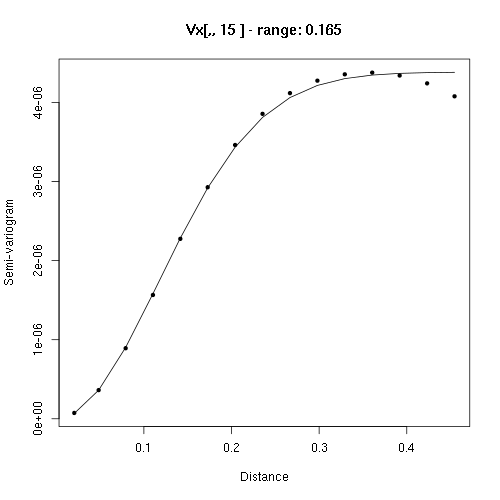 Vx[,, 15 ] - range: 0.165
Semi-variogram
4e-06
3e-06
2e-06
1e-06
0e+00
0.1 0.2 0.3 0.4
Distance